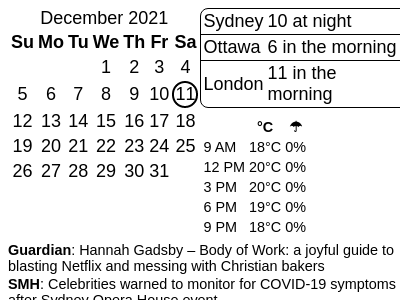 December 2021
Su Mo Tu We Th Fr Sa
1 2 3 4
5 6 7 8 9 10 11
12 13 14 15 16 17 18
19 20 21 22 23 24 25
26 27 28 29 30 31
Sydney 10 at night
Ottawa 6 in the morning
London 11 in the
morning
°C ☂
9 AM 18°C 0%
12 PM 20°C 0%
3 PM 20°C 0%
6 PM 19°C 0%
9 PM 18°C 0%
Guardian: Hannah Gadsby – Body of Work: a joyful guide to
blasting Netflix and messing with Christian bakers
SMH: Celebrities warned to monitor for COVID-19 symptoms
after Sydney Opera House event